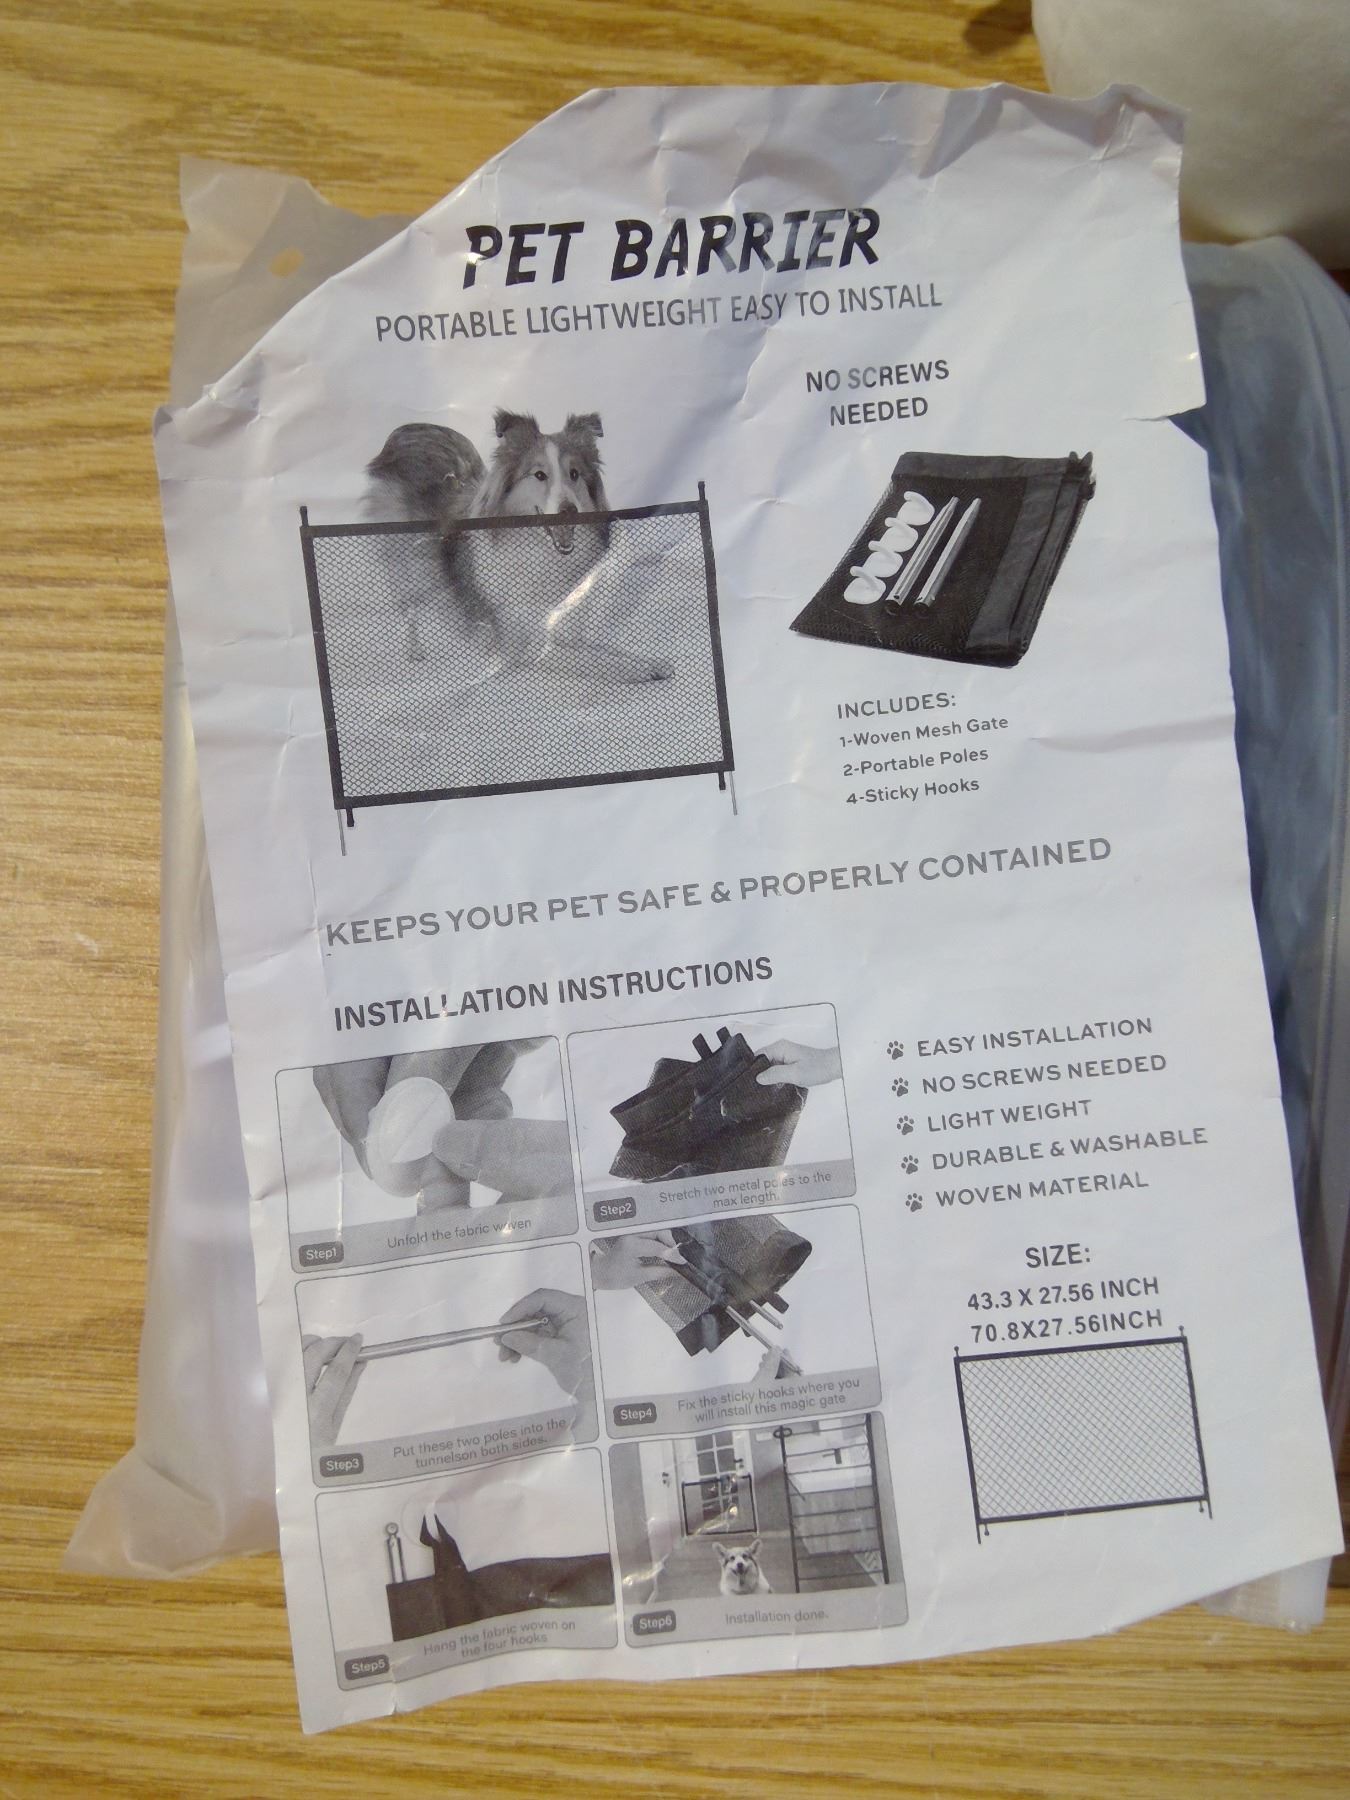 PET BARRIER
PORTABLE LIGHTWEIGHT EASY TO INSTALL
NO SCREWS
NEEDED
INCLUDES:
1-Woven Mesh Gate
2-Portable Poles
4-Sticky Hooks
KEEPS YOUR PET SAFE & PROPERLY CONTAINED
INSTALLATION INSTRUCTIONS
Step1
Unfold the fabric woven
Step2
Stretch two metal poles to the
max length.
Step3
Put these two poles into the
tunnelson both sides.
Step4
Fix the sticky hooks where you
will install this magic gate
Step5
Hang the fabric woven on
the four hooks
Step6
Installation done.
EASY INSTALLATION
NO SCREWS NEEDED
LIGHT WEIGHT
DURABLE & WASHABLE
WOVEN MATERIAL
SIZE:
43.3 X 27.56 INCH
70.8X27.56INCH